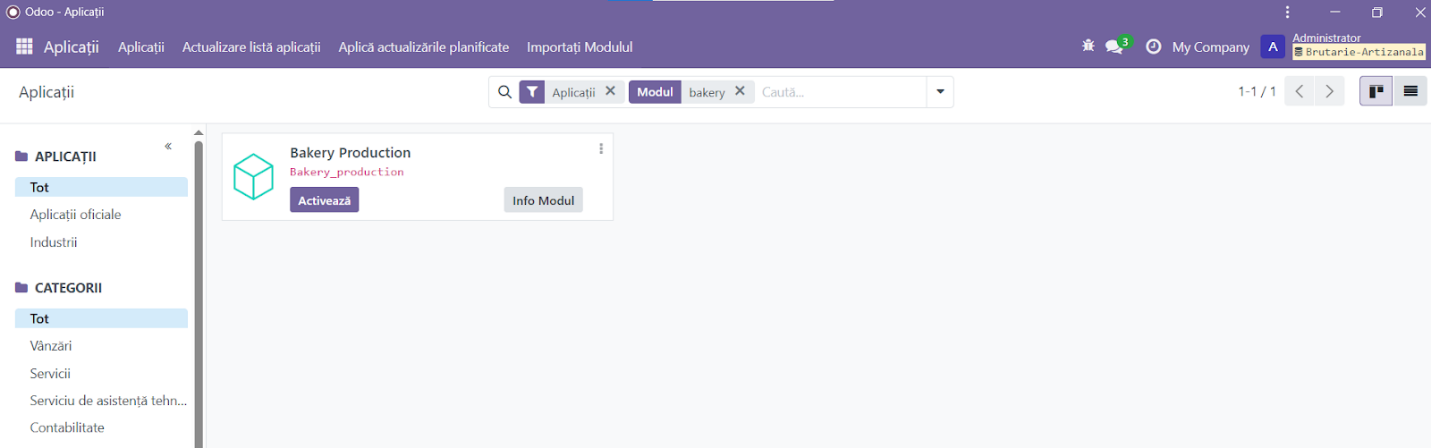 Odoo - Aplicații
Aplicații Aplicații Actualizare listă aplicații Aplică actualizările planificate Importați Modulul 3 My Company A Administrator
Brutarie-Artizanala
Aplicații Aplicații Modul bakery Caută... 1-1 / 1
APLICAȚII
Tot
Aplicații oficiale
Industrii
CATEGORII
Tot
Vânzări
Servicii
Serviciu de asistență tehn...
Contabilitate
Bakery Production
Bakery_production
Activează Info Modul